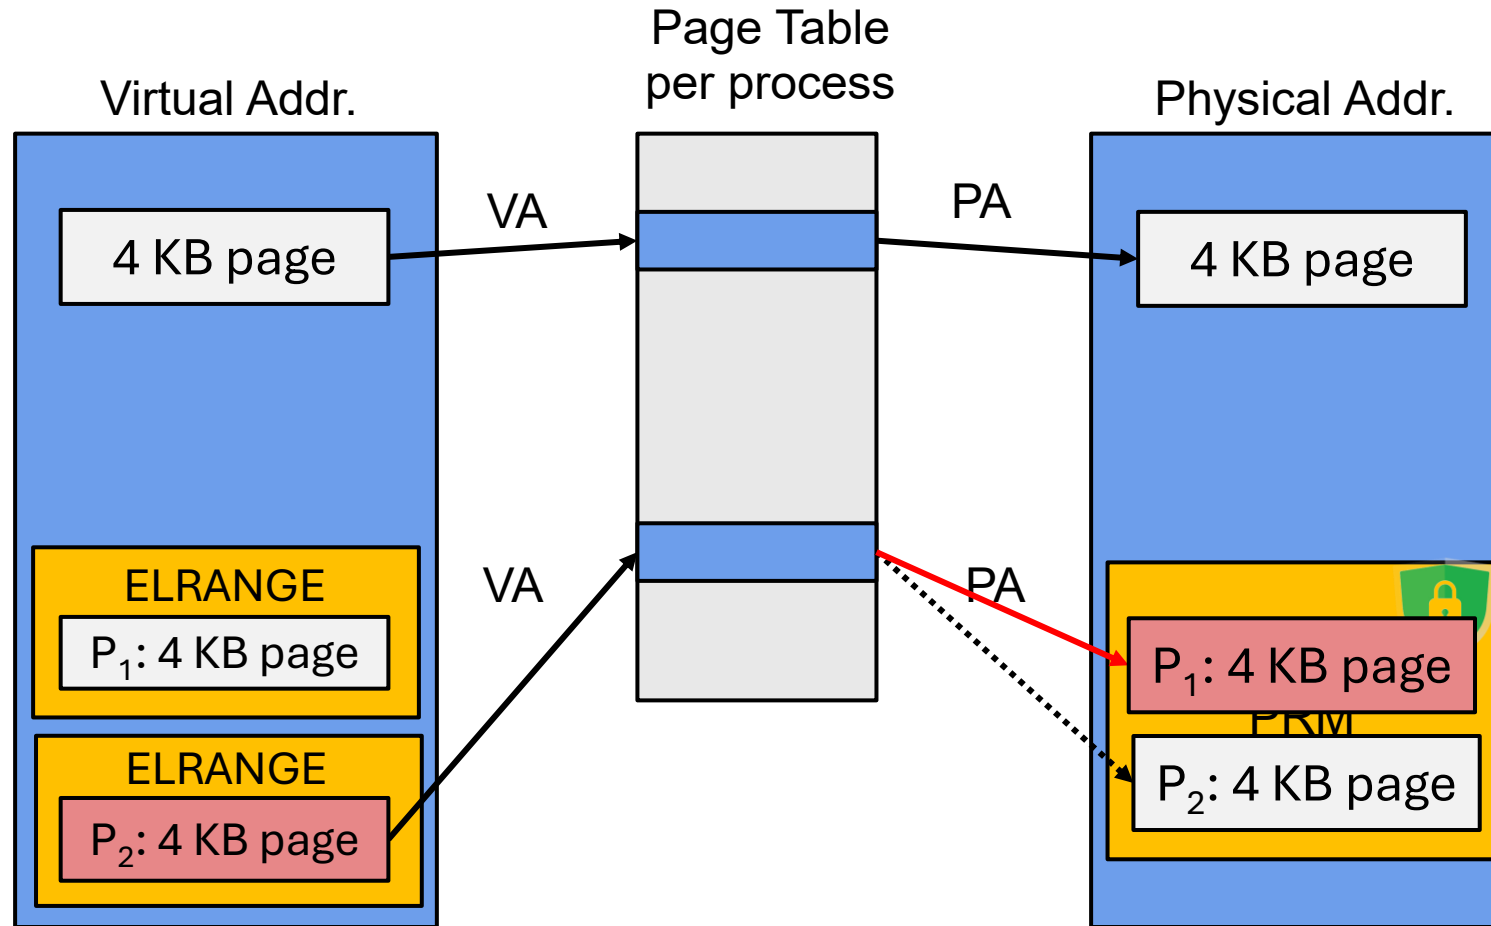 Page Table
per process
Virtual Addr.
Physical Addr.
VA
PA
4 KB page
4 KB page
ELRANGE
P₁: 4 KB page
VA
PA
P₁: 4 KB page
PRM
ELRANGE
P₂: 4 KB page
P₂: 4 KB page